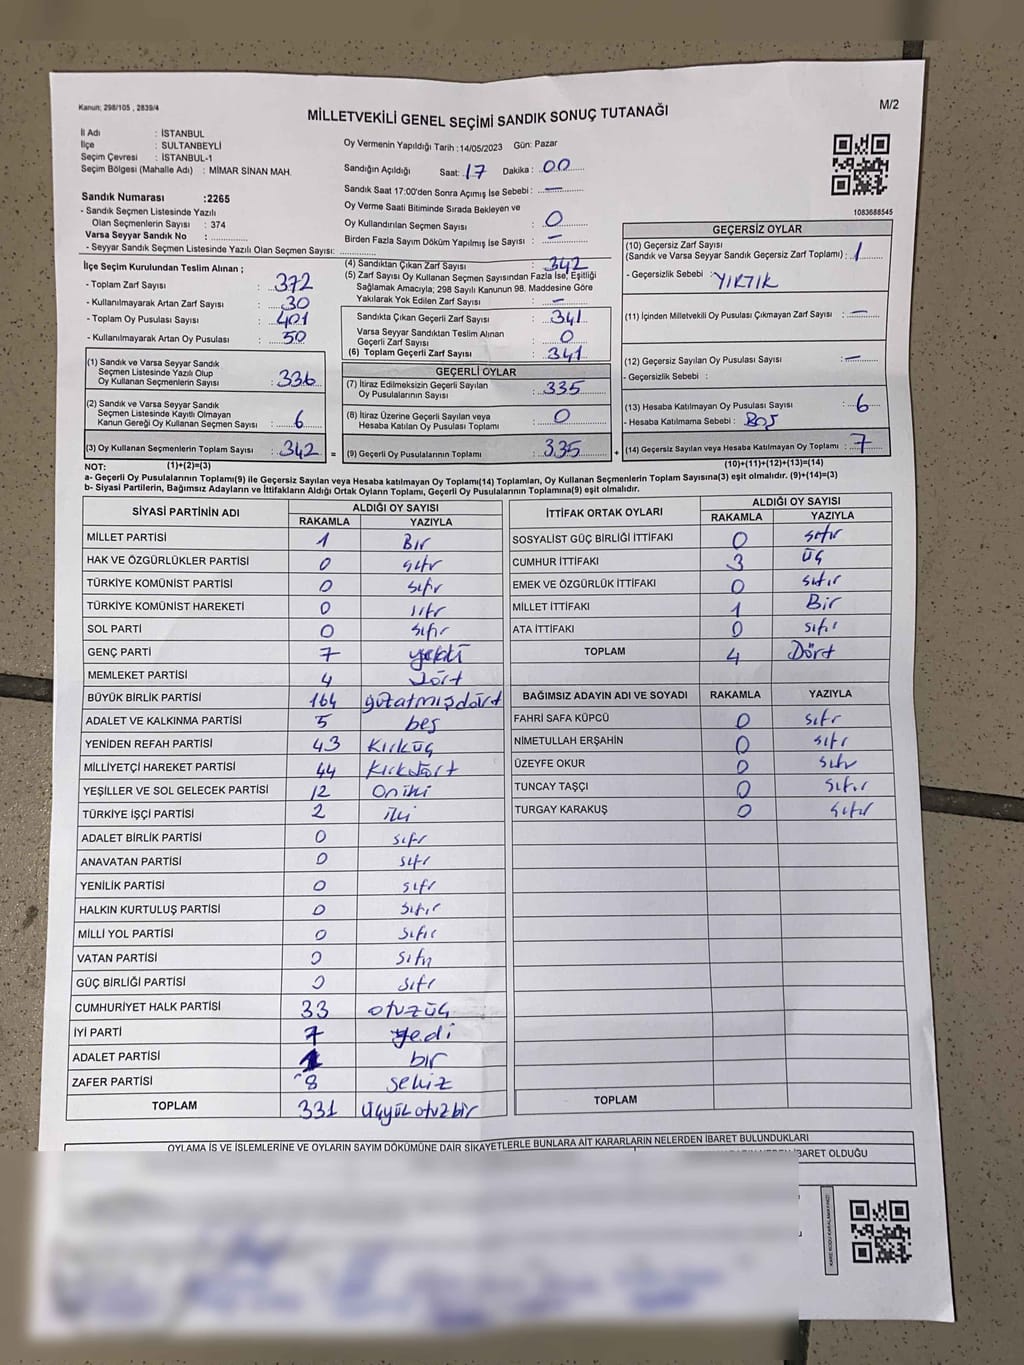 Kanun; 298/105 , 2839/4
MİLLETVEKİLİ GENEL SEÇİMİ SANDIK SONUÇ TUTANAĞI
M/2
İl Adı : İSTANBUL
İlçe : SULTANBEYLİ
Seçim Çevresi : İSTANBUL-1
Seçim Bölgesi (Mahalle Adı) : MİMAR SİNAN MAH.
Sandık Numarası :2265
- Sandık Seçmen Listesinde Yazılı
Olan Seçmenlerin Sayısı : 374
Varsa Seyyar Sandık No :
- Seyyar Sandık Seçmen Listesinde Yazılı Olan Seçmen Sayısı:
Oy Vermenin Yapıldığı Tarih :14/05/2023 Gün: Pazar
Sandığın Açıldığı Saat: 17 Dakika : 00
Sandık Saat 17:00'den Sonra Açmış İse Sebebi : —
Oy Verme Saati Bitiminde Sırada Bekleyen ve
Oy Kullandırılan Seçmen Sayısı : 0
Birden Fazla Sayım Döküm Yapılmış İse Sayısı : —
1083688545
İlçe Seçim Kurulundan Teslim Alınan ;
- Toplam Zarf Sayısı : 372
- Kullanılmayarak Artan Zarf Sayısı : 30
- Toplam Oy Pusulası Sayısı : 401
- Kullanılmayarak Artan Oy Pusulası : 50
(1) Sandık ve Varsa Seyyar Sandık
Seçmen Listesinde Yazılı Olup
Oy Kullanan Seçmenlerin Sayısı : 336
(2) Sandık ve Varsa Seyyar Sandık
Seçmen Listesinde Kayıtlı Olmayan
Kanun Gereği Oy Kullanan Seçmen Sayısı : 6
(3) Oy Kullanan Seçmenlerin Toplam Sayısı : 342 =
(4) Sandıktan Çıkan Zarf Sayısı : 342
(5) Zarf Sayısı Oy Kullanan Seçmen Sayısından Fazla İse, Eşitliği
Sağlamak Amacıyla; 298 Sayılı Kanunun 98. Maddesine Göre
Yakılarak Yok Edilen Zarf Sayısı : —
Sandıkta Çıkan Geçerli Zarf Sayısı : 341
Varsa Seyyar Sandıktan Teslim Alınan
Geçerli Zarf Sayısı : 0
(6) Toplam Geçerli Zarf Sayısı : 341
GEÇERLİ OYLAR
(7) İtiraz Edilmeksizin Geçerli Sayılan
Oy Pusulalarının Sayısı : 335
(8) İtiraz Üzerine Geçerli Sayılan veya
Hesaba Katılan Oy Pusulası Toplamı : 0
(9) Geçerli Oy Pusulalarının Toplamı : 335 +
GEÇERSİZ OYLAR
(10) Geçersiz Zarf Sayısı
(Sandık ve Varsa Seyyar Sandık Geçersiz Zarf Toplamı) : 1
- Geçersizlik Sebebi : YIRTIK
(11) İçinden Milletvekili Oy Pusulası Çıkmayan Zarf Sayısı : —
(12) Geçersiz Sayılan Oy Pusulası Sayısı : —
- Geçersizlik Sebebi :
(13) Hesaba Katılmayan Oy Pusulası Sayısı : 6
- Hesaba Katılmama Sebebi : Boş
(14) Geçersiz Sayılan veya Hesaba Katılmayan Oy Toplamı : 7
NOT: (1)+(2)=(3) (10)+(11)+(12)+(13)=(14)
a- Geçerli Oy Pusulalarının Toplamı(9) ile Geçersiz Sayılan veya Hesaba katılmayan Oy Toplamı(14) Toplamları, Oy Kullanan Seçmenlerin Toplam Sayısına(3) eşit olmalıdır. (9)+(14)=(3)
b- Siyasi Partilerin, Bağımsız Adayların ve İttifakların Aldığı Ortak Oyların Toplamı, Geçerli Oy Pusulalarının Toplamına(9) eşit olmalıdır.
SİYASİ PARTİNİN ADI ALDIĞI OY SAYISI
RAKAMLA YAZIYLA
MİLLET PARTİSİ 1 Bir
HAK VE ÖZGÜRLÜKLER PARTİSİ 0 sıfır
TÜRKİYE KOMÜNİST PARTİSİ 0 sıfır
TÜRKİYE KOMÜNİST HAREKETİ 0 sıfır
SOL PARTİ 0 sıfır
GENÇ PARTİ 7 yedi
MEMLEKET PARTİSİ 4 Dört
BÜYÜK BİRLİK PARTİSİ 164 yüzatmışdört
ADALET VE KALKINMA PARTİSİ 5 beş
YENİDEN REFAH PARTİSİ 43 Kırküç
MİLLİYETÇİ HAREKET PARTİSİ 44 Kırkdört
YEŞİLLER VE SOL GELECEK PARTİSİ 12 Oniki
TÜRKİYE İŞÇİ PARTİSİ 2 iki
ADALET BİRLİK PARTİSİ 0 sıfır
ANAVATAN PARTİSİ 0 sıfır
YENİLİK PARTİSİ 0 sıfır
HALKIN KURTULUŞ PARTİSİ 0 sıfır
MİLLİ YOL PARTİSİ 0 sıfır
VATAN PARTİSİ 0 sıfır
GÜÇ BİRLİĞİ PARTİSİ 0 sıfır
CUMHURİYET HALK PARTİSİ 33 otuzüç
İYİ PARTİ 7 yedi
ADALET PARTİSİ 1 bir
ZAFER PARTİSİ 8 sekiz
TOPLAM 331 üçyüzotuzbir
İTTİFAK ORTAK OYLARI ALDIĞI OY SAYISI
RAKAMLA YAZIYLA
SOSYALİST GÜÇ BİRLİĞİ İTTİFAKI 0 sıfır
CUMHUR İTTİFAKI 3 üç
EMEK VE ÖZGÜRLÜK İTTİFAKI 0 sıfır
MİLLET İTTİFAKI 1 Bir
ATA İTTİFAKI 0 sıfır
TOPLAM 4 Dört
BAĞIMSIZ ADAYIN ADI VE SOYADI RAKAMLA YAZIYLA
FAHRİ SAFA KÜPCÜ 0 sıfır
NİMETULLAH ERŞAHİN 0 sıfır
ÜZEYFE OKUR 0 sıfır
TUNCAY TAŞÇI 0 sıfır
TURGAY KARAKUŞ 0 sıfır
TOPLAM
OYLAMA İŞ VE İŞLEMLERİNE VE OYLARIN SAYIM DÖKÜMÜNE DAİR ŞİKAYETLERLE BUNLARA AİT KARARLARIN NELERDEN İBARET BULUNDUKLARI
İBARET OLDUĞU